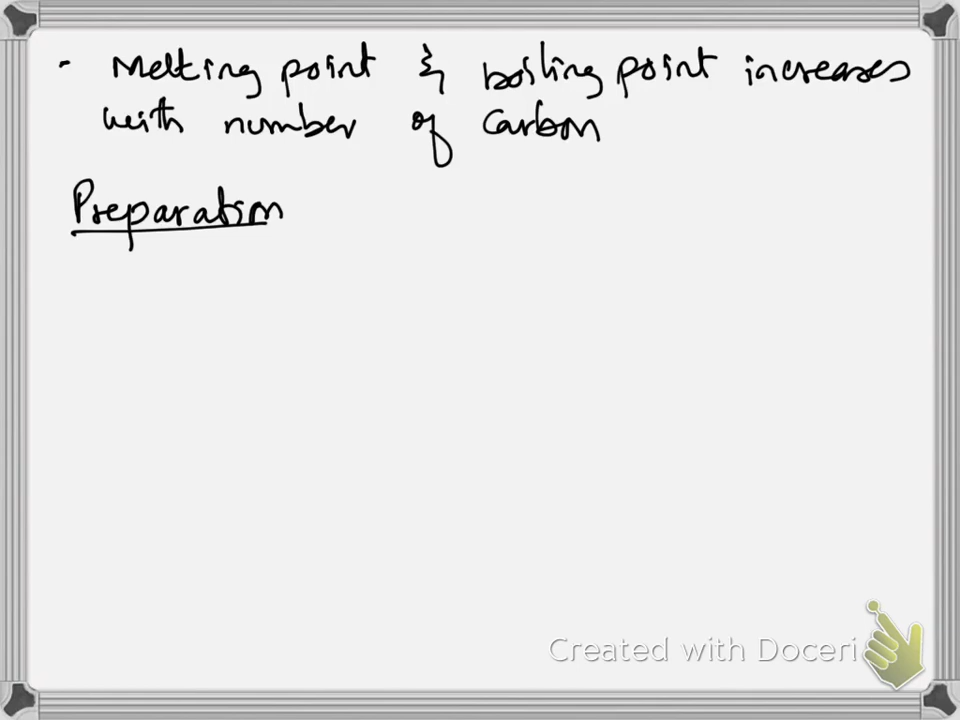 - Melting point & boiling point increases
with number of Carbon
Preparation
Created with Doceri